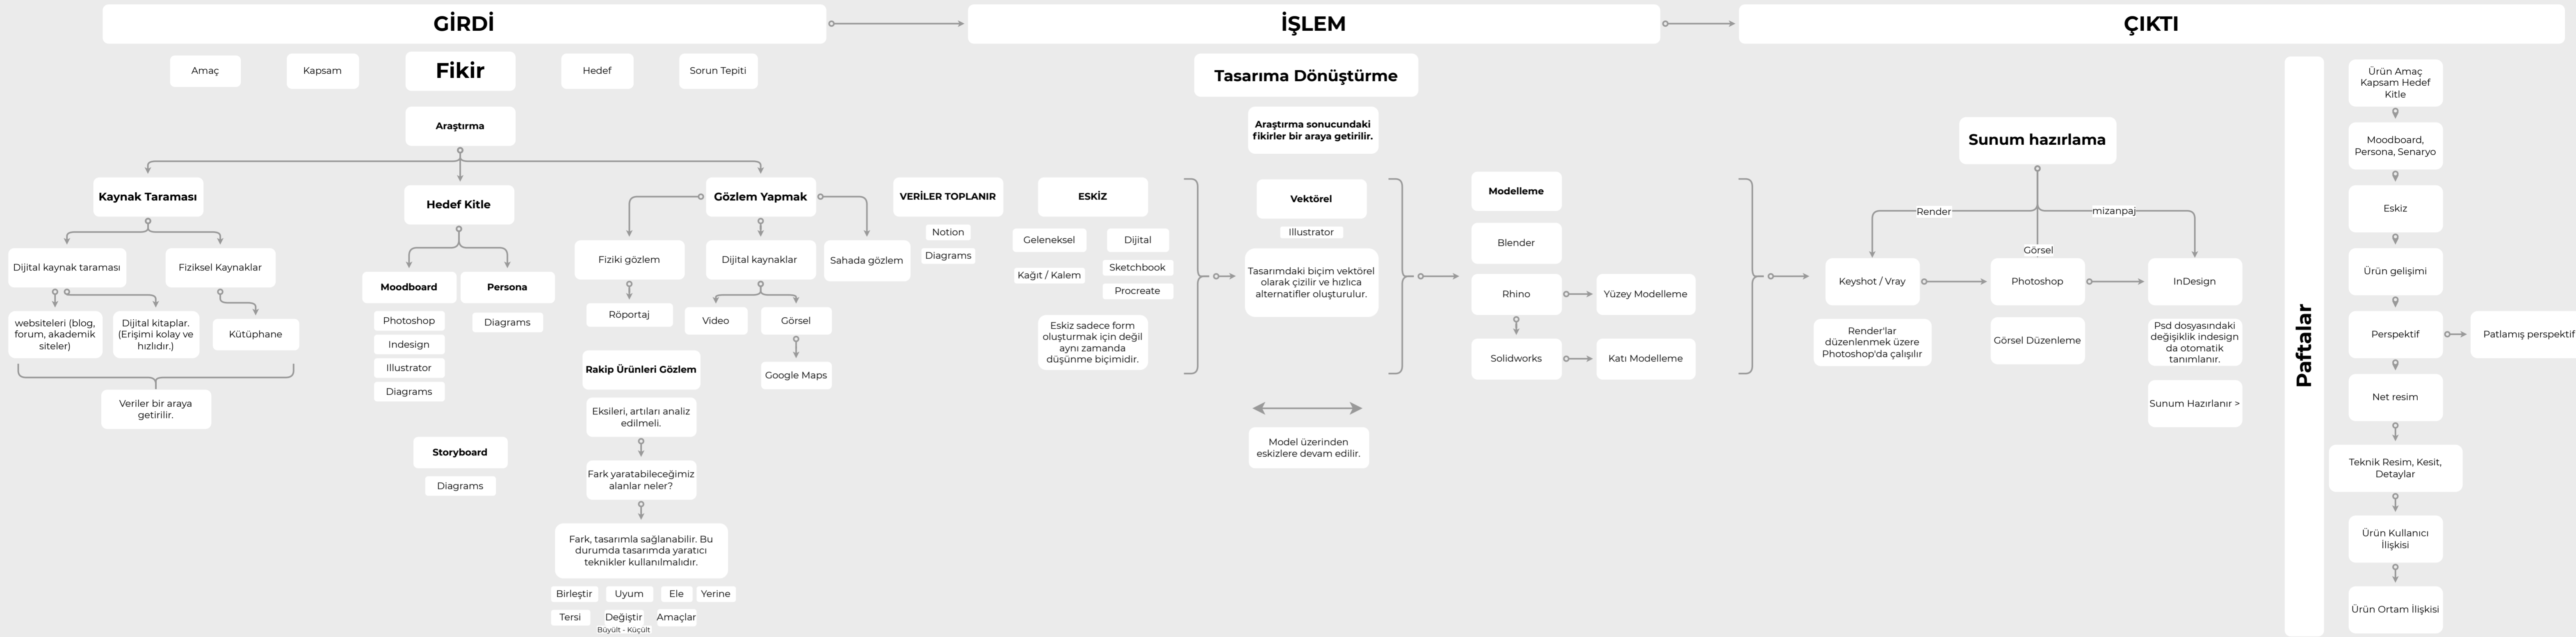 GİRDİ
İŞLEM
ÇIKTI
Amaç
Kapsam
Fikir
Hedef
Sorun Tepiti
Araştırma
Kaynak Taraması
Dijital kaynak taraması
Fiziksel Kaynaklar
websiteleri (blog,
forum, akademik
siteler)
Dijital kitaplar.
(Erişimi kolay ve
hızlıdır.)
Kütüphane
Veriler bir araya
getirilir.
Hedef Kitle
Moodboard
Photoshop
Indesign
Illustrator
Diagrams
Persona
Diagrams
Storyboard
Diagrams
Gözlem Yapmak
Fiziki gözlem
Dijital kaynaklar
Sahada gözlem
Röportaj
Video
Görsel
Google Maps
Rakip Ürünleri Gözlem
Eksileri, artıları analiz
edilmeli.
Fark yaratabileceğimiz
alanlar neler?
Fark, tasarımla sağlanabilir. Bu
durumda tasarımda yaratıcı
teknikler kullanılmalıdır.
Birleştir
Uyum
Ele
Yerine
Tersi
Değiştir
Amaçlar
Büyült - Küçült
VERİLER TOPLANIR
Notion
Diagrams
Tasarıma Dönüştürme
Araştırma sonucundaki
fikirler bir araya getirilir.
ESKİZ
Geleneksel
Dijital
Kağıt / Kalem
Sketchbook
Procreate
Eskiz sadece form
oluşturmak için değil
aynı zamanda
düşünme biçimidir.
Vektörel
Illustrator
Tasarımdaki biçim vektörel
olarak çizilir ve hızlıca
alternatifler oluşturulur.
Model üzerinden
eskizlere devam edilir.
Modelleme
Blender
Rhino
Yüzey Modelleme
Solidworks
Katı Modelleme
Sunum hazırlama
Render
mizanpaj
Görsel
Keyshot / Vray
Photoshop
InDesign
Render'lar
düzenlenmek üzere
Photoshop'da çalışılır
Görsel Düzenleme
Psd dosyasındaki
değişiklik indesign
da otomatik
tanımlanır.
Sunum Hazırlanır >
Paftalar
Ürün Amaç
Kapsam Hedef
Kitle
Moodboard,
Persona, Senaryo
Eskiz
Ürün gelişimi
Perspektif
Patlamış perspektif
Net resim
Teknik Resim, Kesit,
Detaylar
Ürün Kullanıcı
İlişkisi
Ürün Ortam İlişkisi